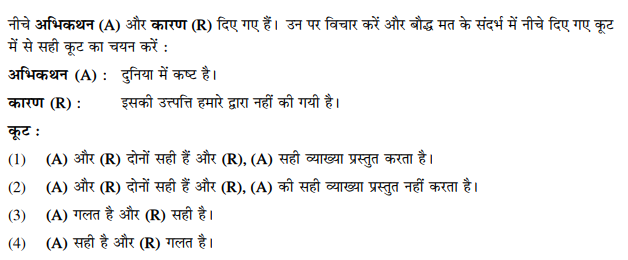 नीचे अभिकथन (A) और कारण (R) दिए गए हैं। उन पर विचार करें और बौद्ध मत के संदर्भ में नीचे दिए गए कूट
में से सही कूट का चयन करें :
अभिकथन (A) : दुनिया में कष्ट है।
कारण (R) : इसकी उत्त्पत्ति हमारे द्वारा नहीं की गयी है।
कूट :
(1) (A) और (R) दोनों सही हैं और (R), (A) सही व्याख्या प्रस्तुत करता है।
(2) (A) और (R) दोनों सही हैं और (R), (A) की सही व्याख्या प्रस्तुत नहीं करता है।
(3) (A) गलत है और (R) सही है।
(4) (A) सही है और (R) गलत है।